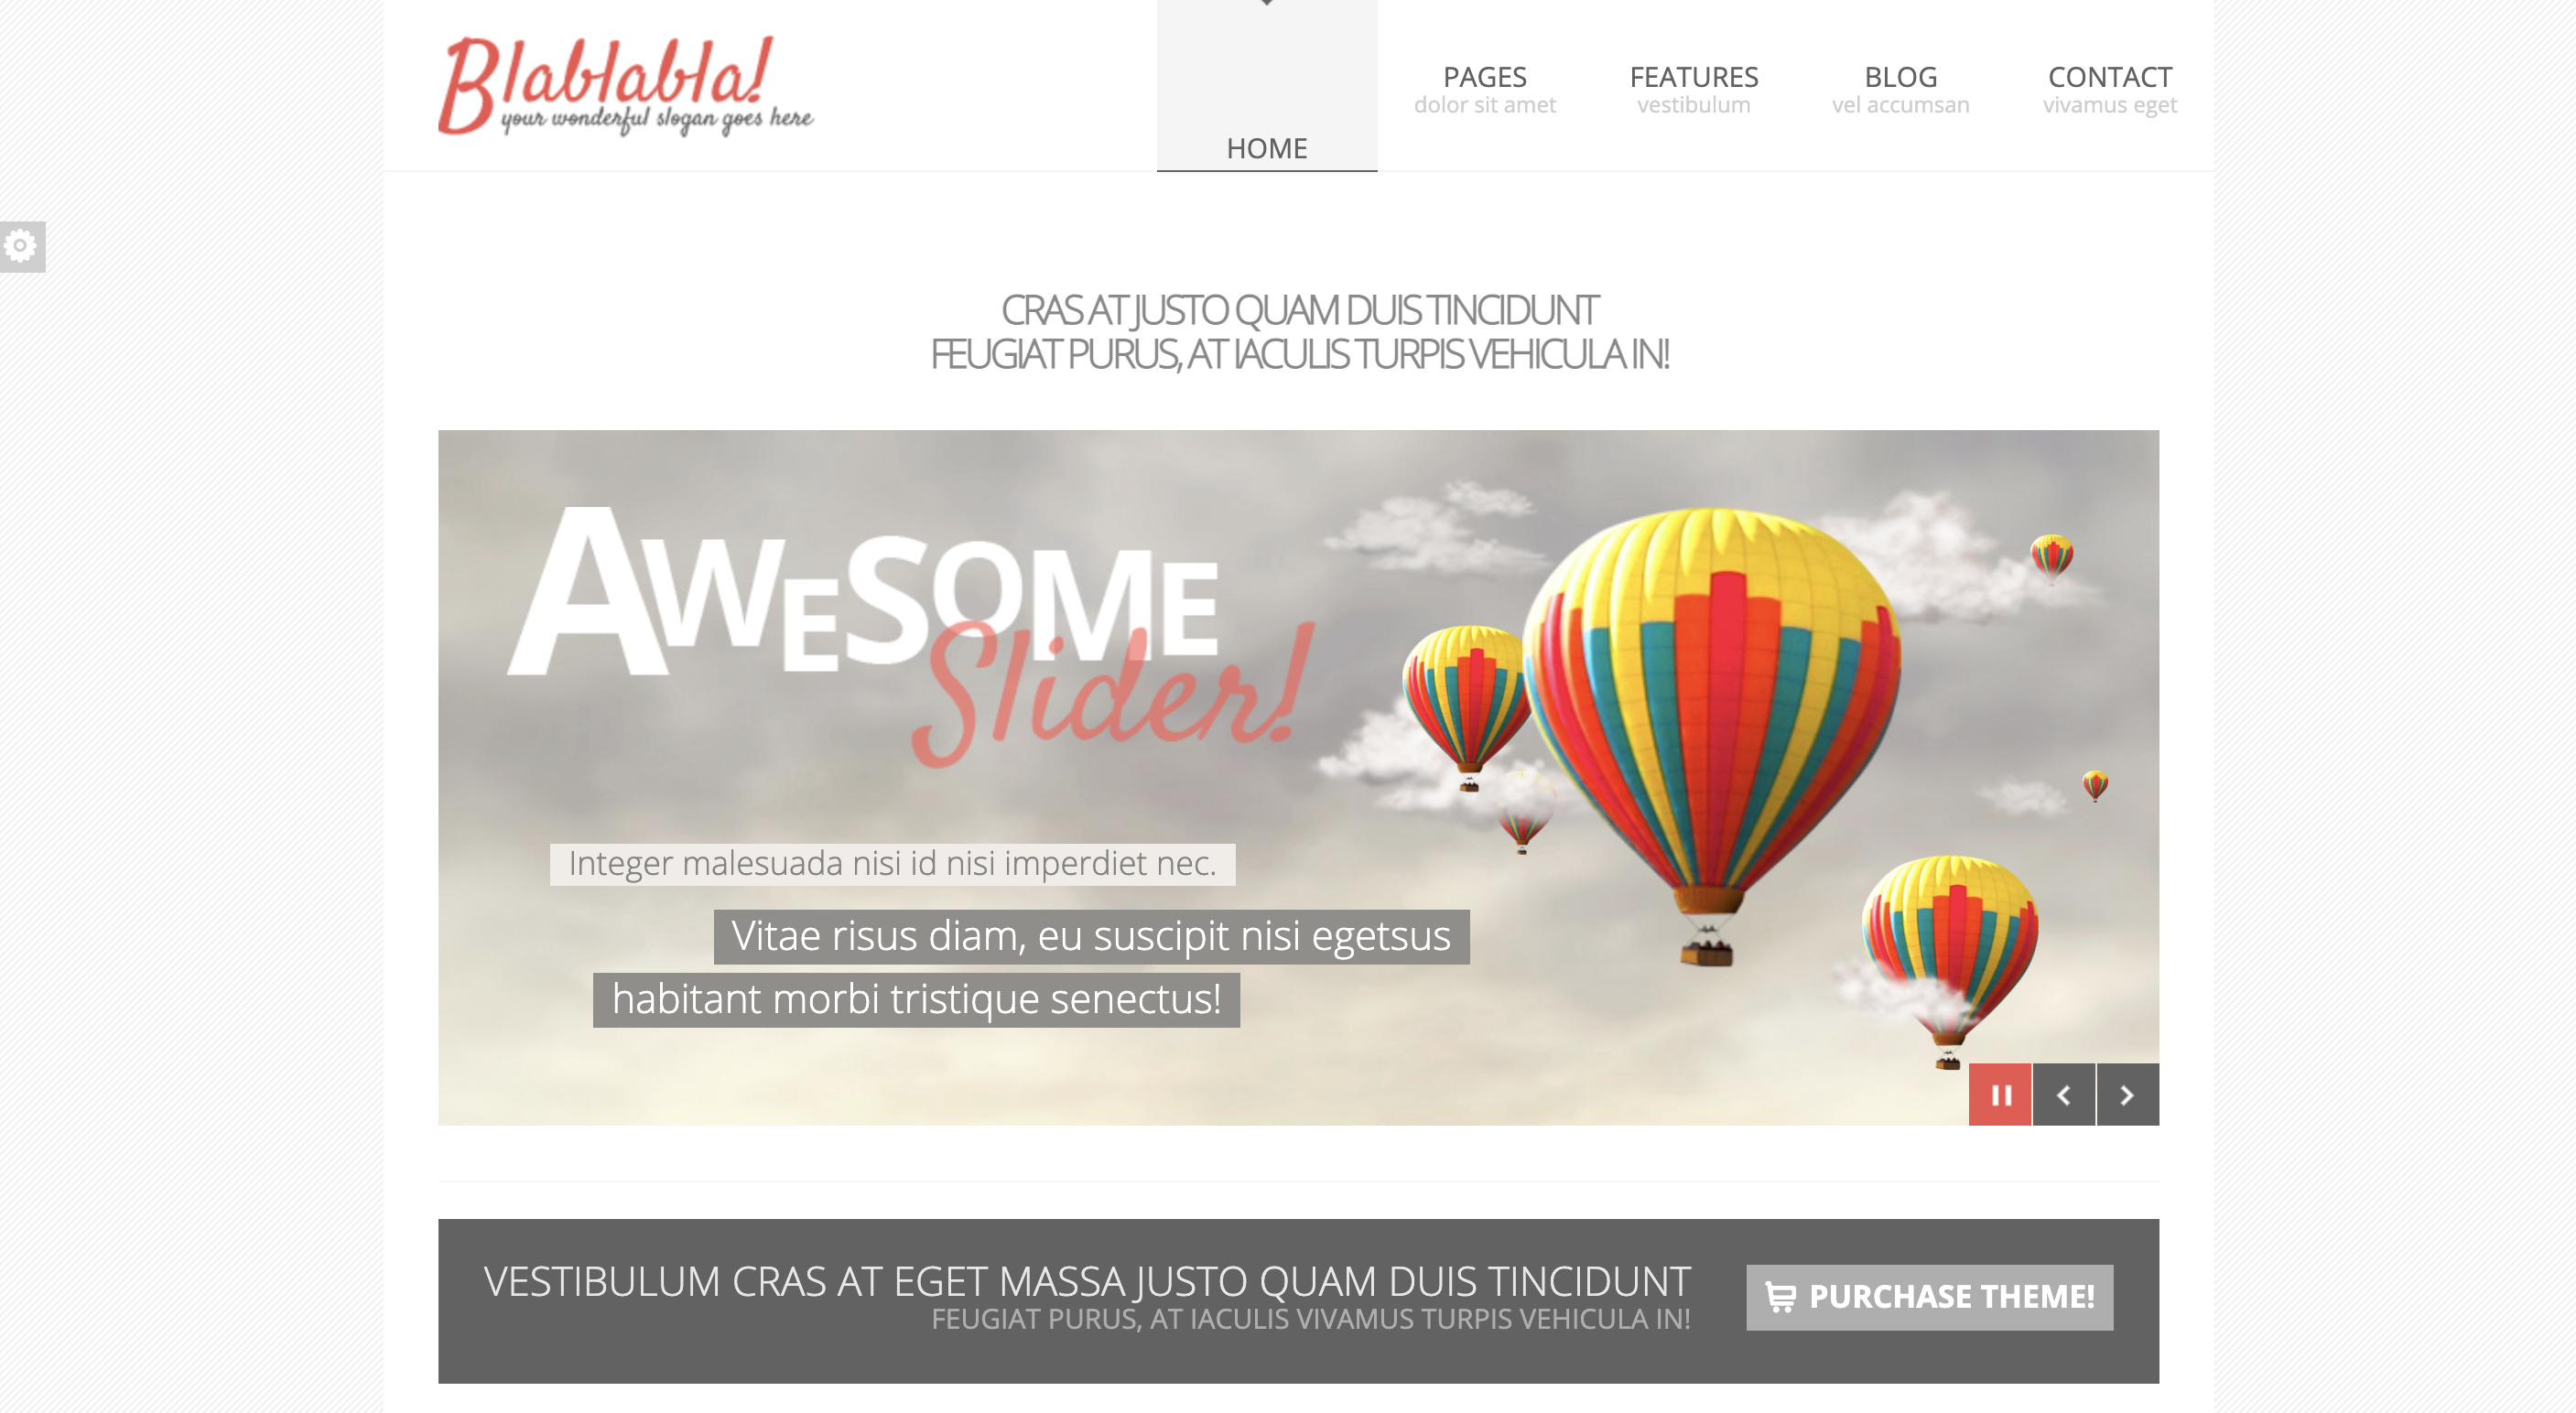 Blablabla!
your wonderful slogan goes here
HOME
PAGES
dolor sit amet
FEATURES
vestibulum
BLOG
vel accumsan
CONTACT
vivamus eget
CRAS AT JUSTO QUAM DUIS TINCIDUNT
FEUGIAT PURUS, AT IACULIS TURPIS VEHICULA IN!
AWESOME
Slider!
Integer malesuada nisi id nisi imperdiet nec.
Vitae risus diam, eu suscipit nisi egetsus
habitant morbi tristique senectus!
VESTIBULUM CRAS AT EGET MASSA JUSTO QUAM DUIS TINCIDUNT
FEUGIAT PURUS, AT IACULIS VIVAMUS TURPIS VEHICULA IN!
PURCHASE THEME!